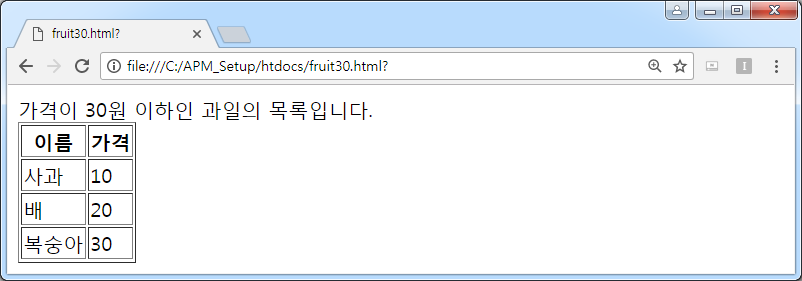 fruit30.html?
file:///C:/APM_Setup/htdocs/fruit30.html?
가격이 30원 이하인 과일의 목록입니다.
이름 가격
사과 10
배 20
복숭아 30